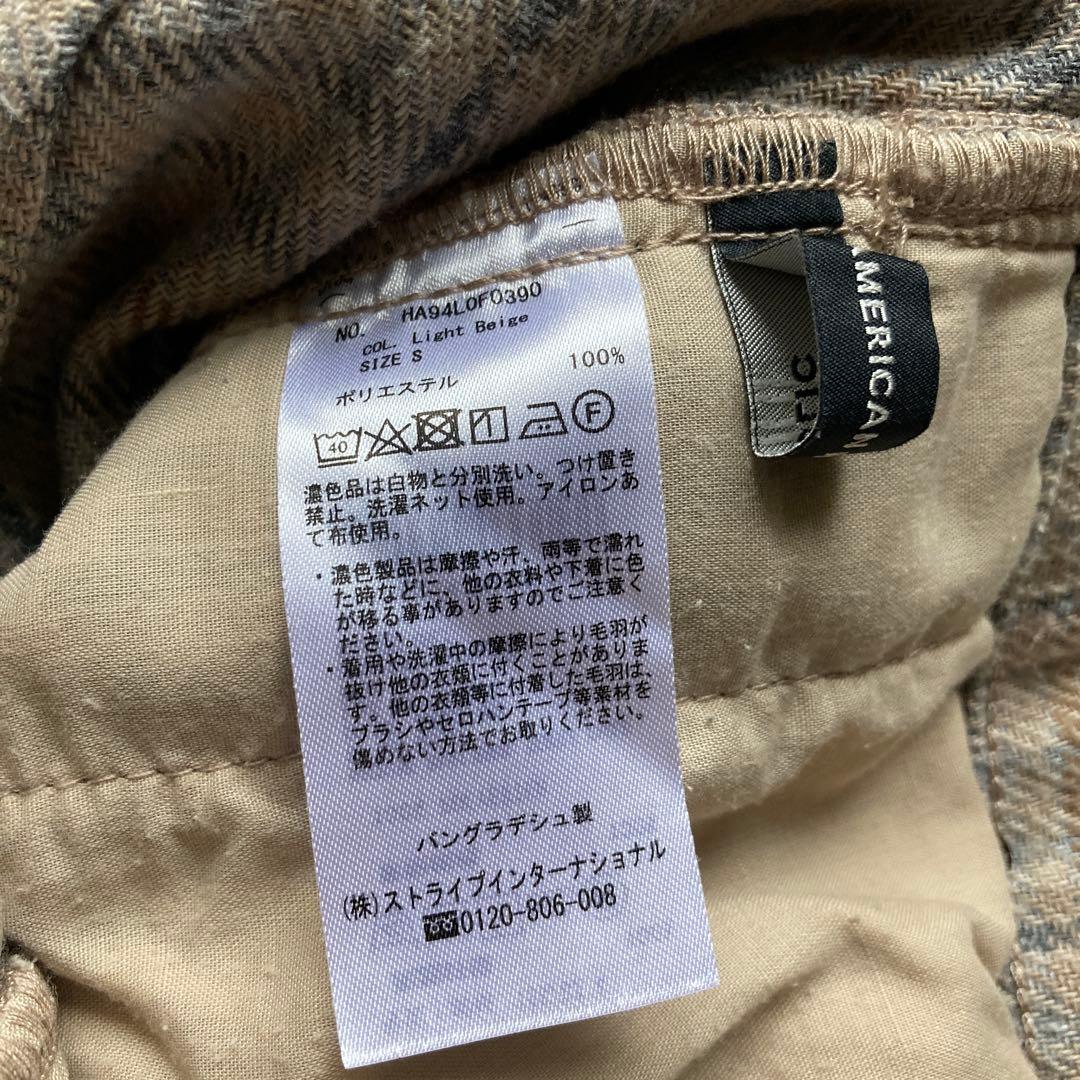 NO. HA94L0F0390
COL. Light Beige
SIZE S
ポリエステル 100%
40
F
濃色品は白物と分別洗い。つけ置き
禁止。洗濯ネット使用。アイロンあ
て布使用。
・濃色製品は摩擦や汗、雨等で濡れ
た時などに、他の衣料や下着に色
が移る事がありますのでご注意く
ださい。
・着用や洗濯中の摩擦により毛羽が
抜け他の衣類に付くことがありま
す。他の衣類等に付着した毛羽は、
ブラシやセロハンテープ等素材を
傷めない方法でお取りください。
バングラデシュ製
(株)ストライプインターナショナル
0120-806-008
AMERICAN